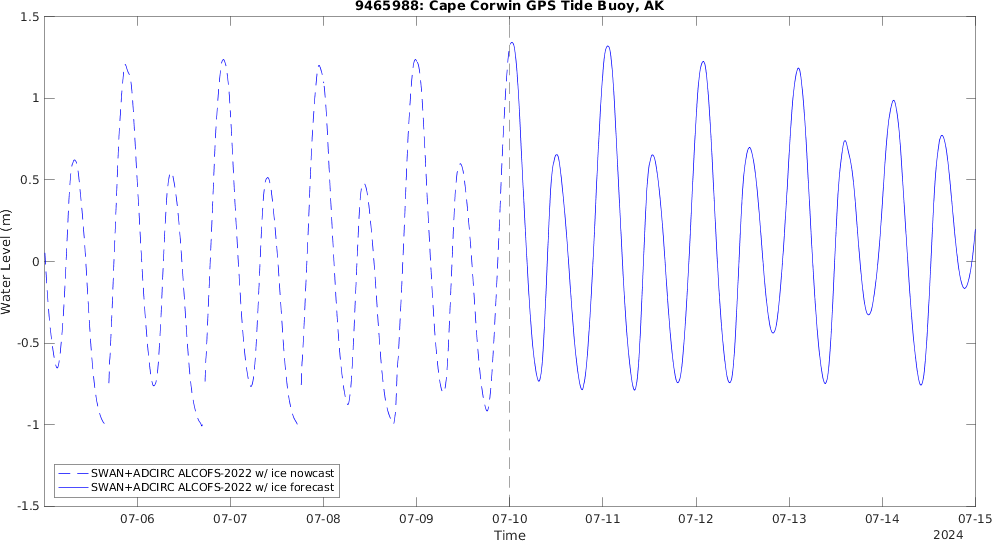 9465988: Cape Corwin GPS Tide Buoy, AK
Water Level (m)
1.5
1
0.5
0
-0.5
-1
-1.5
SWAN+ADCIRC ALCOFS-2022 w/ ice nowcast
SWAN+ADCIRC ALCOFS-2022 w/ ice forecast
07-06 07-07 07-08 07-09 07-10 07-11 07-12 07-13 07-14 07-15
Time
2024